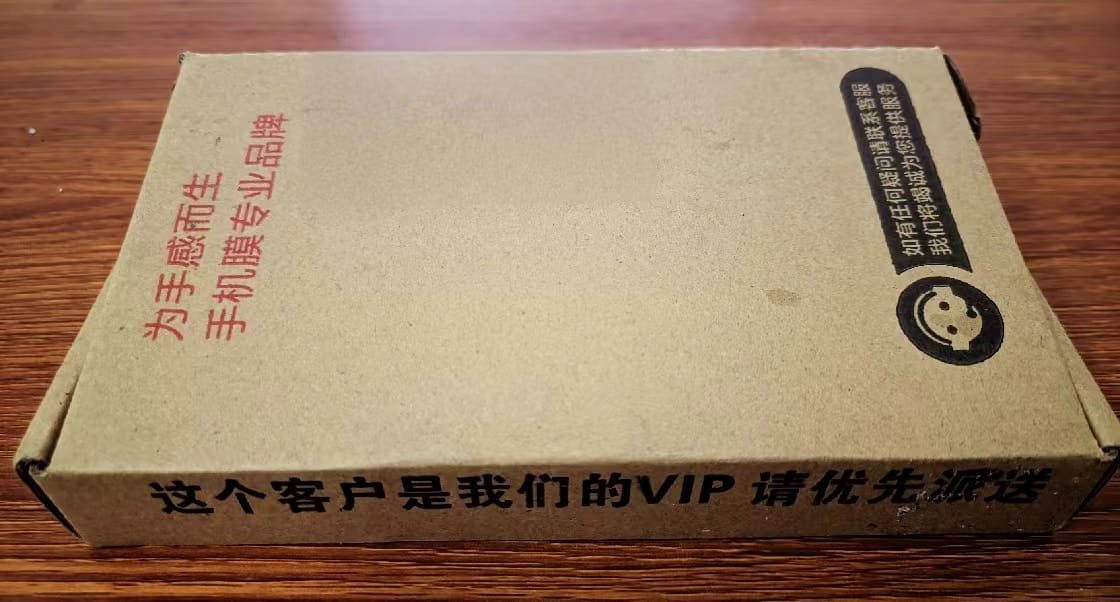 为手感而生
手机膜专业品牌
如有任何疑问请联系客服
我们将竭诚为您提供服务
这个客户是我们的VIP 请优先派送